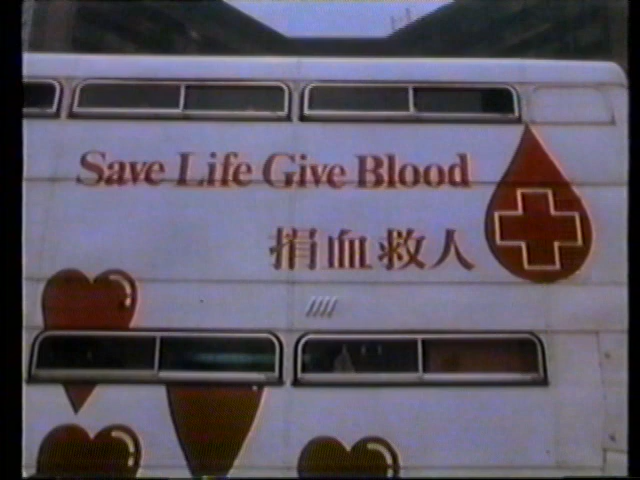 Save Life Give Blood
捐血救人